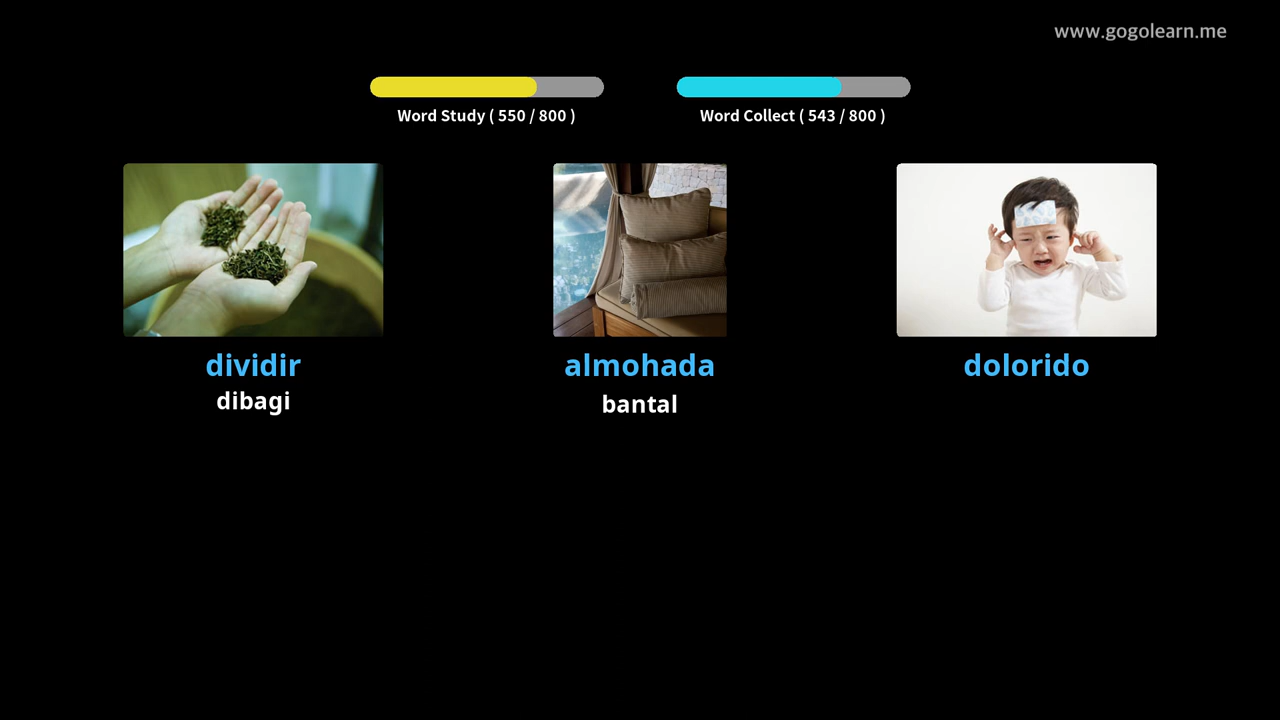 www.gogolearn.me
Word Study ( 550 / 800 )
Word Collect ( 543 / 800 )
dividir
dibagi
almohada
bantal
dolorido